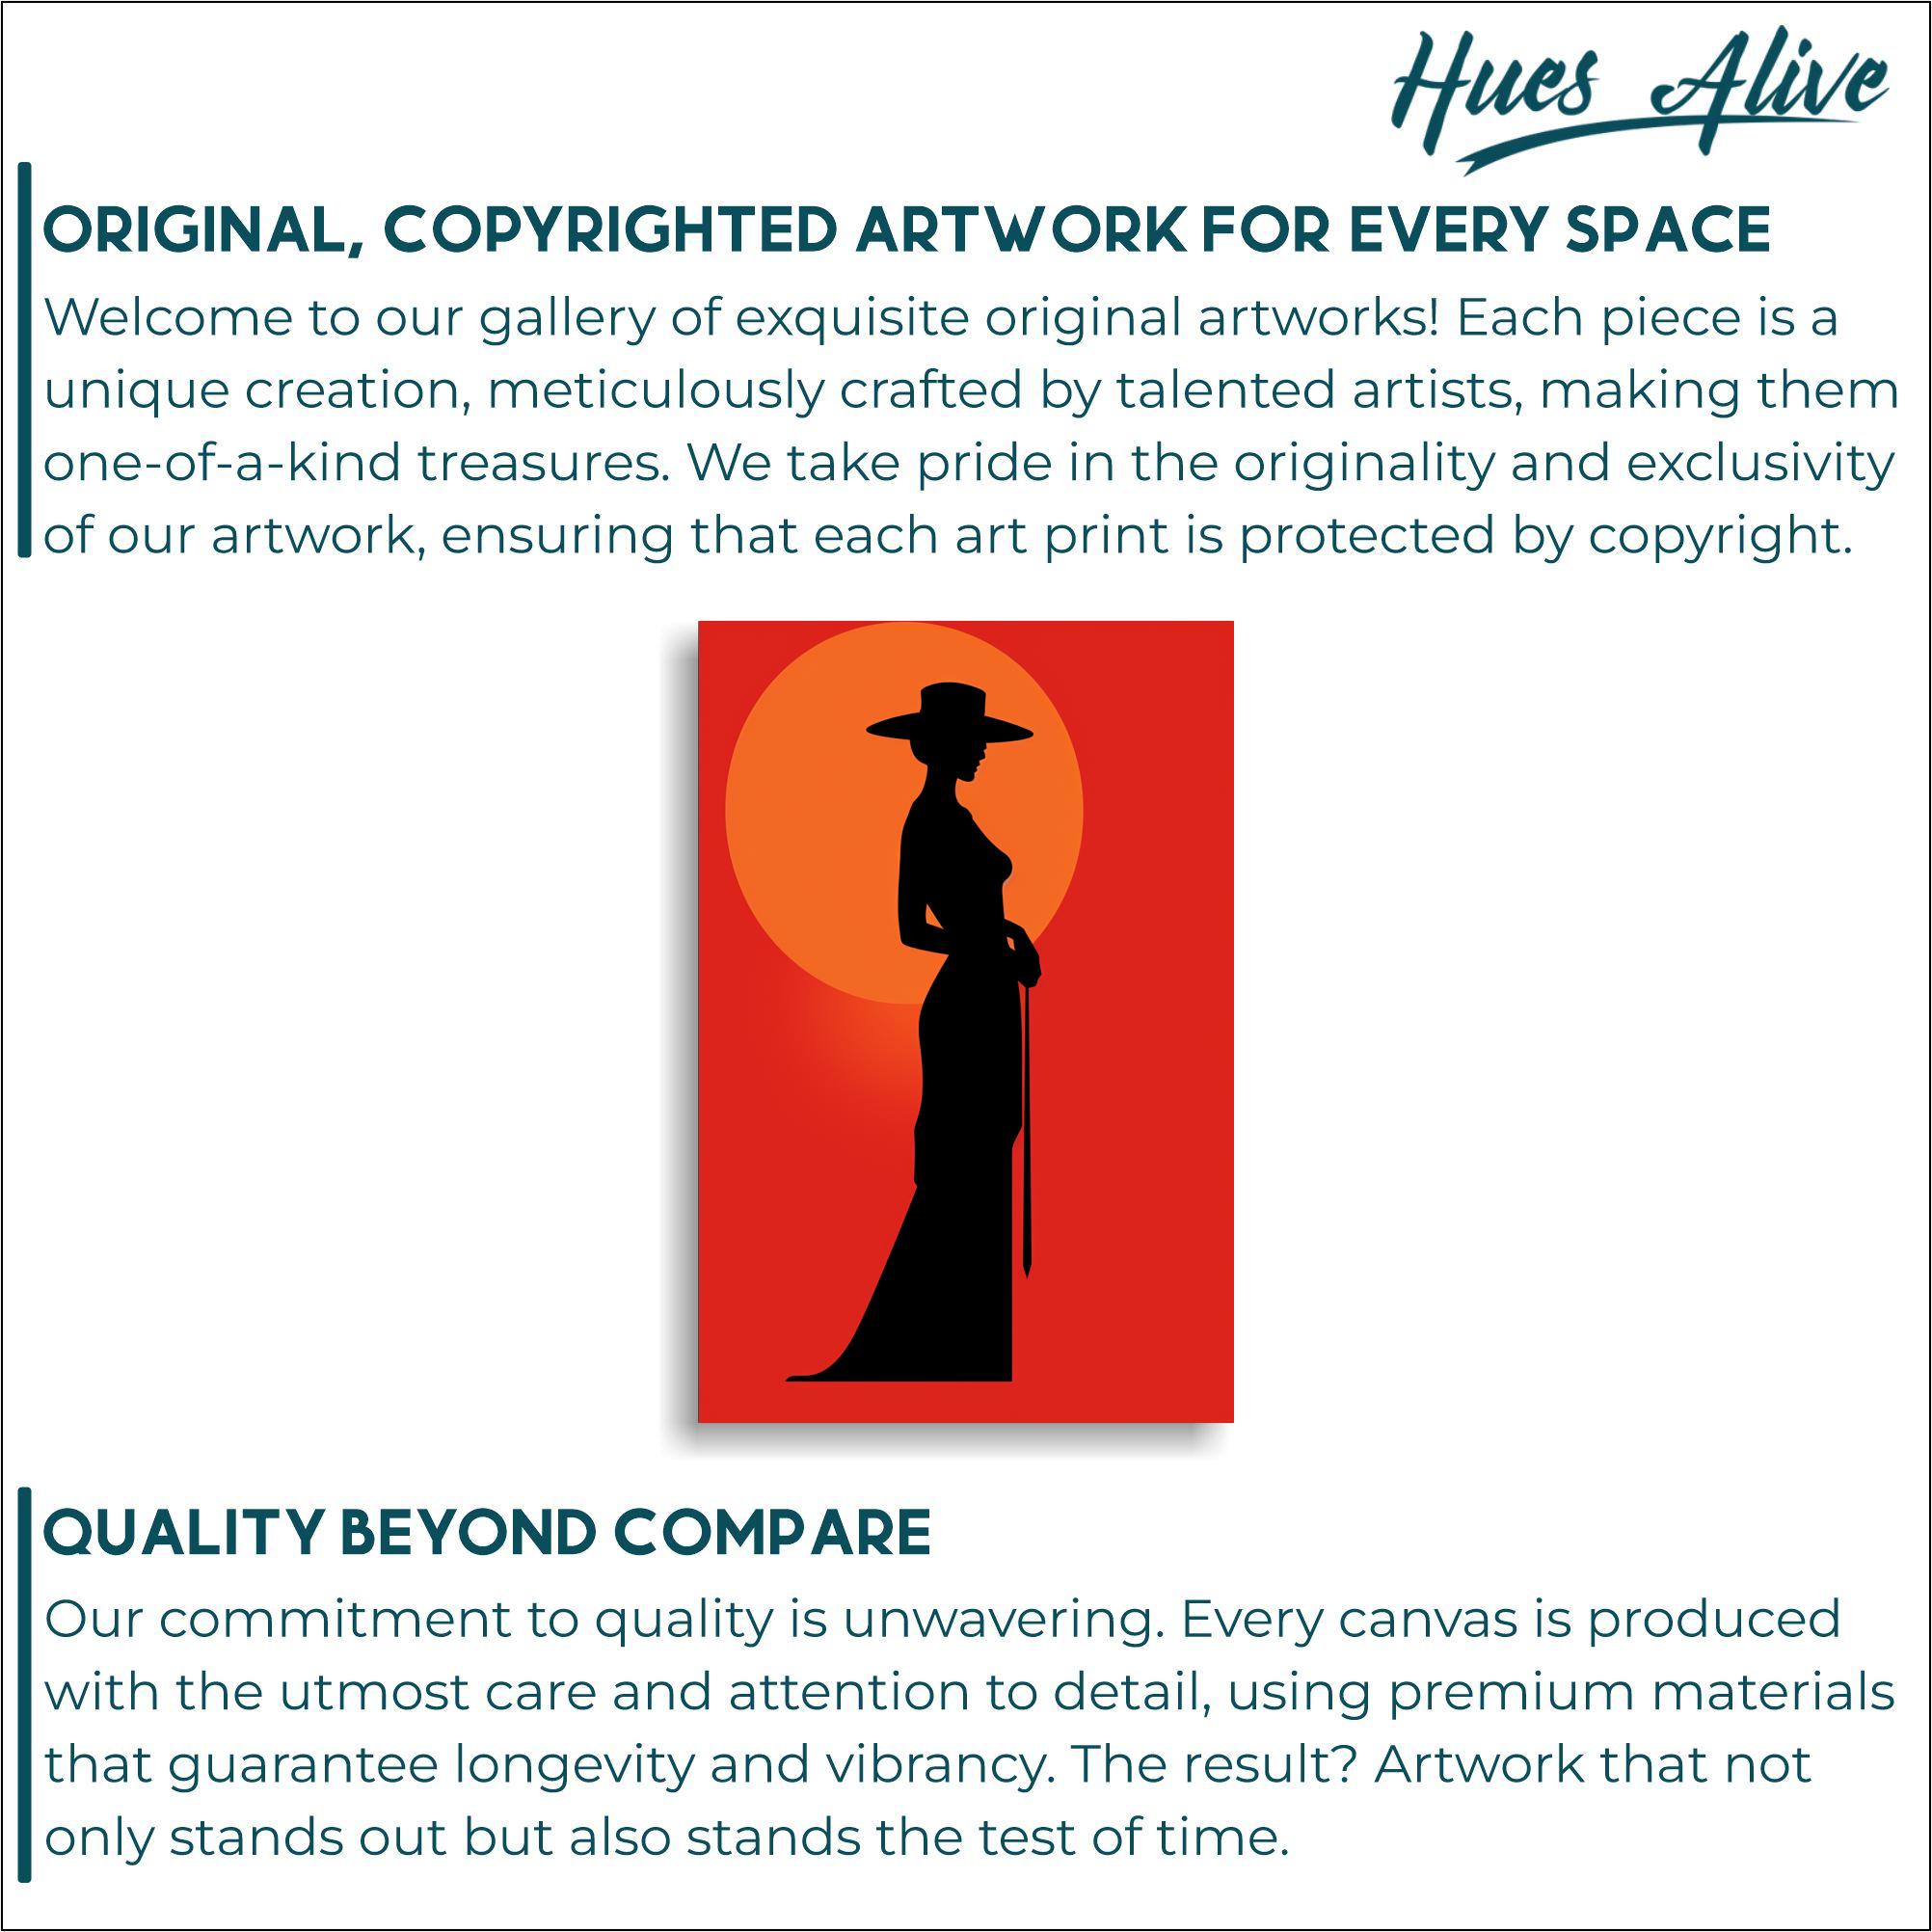 Hues Alive
ORIGINAL, COPYRIGHTED ARTWORK FOR EVERY SPACE
Welcome to our gallery of exquisite original artworks! Each piece is a
unique creation, meticulously crafted by talented artists, making them
one-of-a-kind treasures. We take pride in the originality and exclusivity
of our artwork, ensuring that each art print is protected by copyright.
QUALITY BEYOND COMPARE
Our commitment to quality is unwavering. Every canvas is produced
with the utmost care and attention to detail, using premium materials
that guarantee longevity and vibrancy. The result? Artwork that not
only stands out but also stands the test of time.